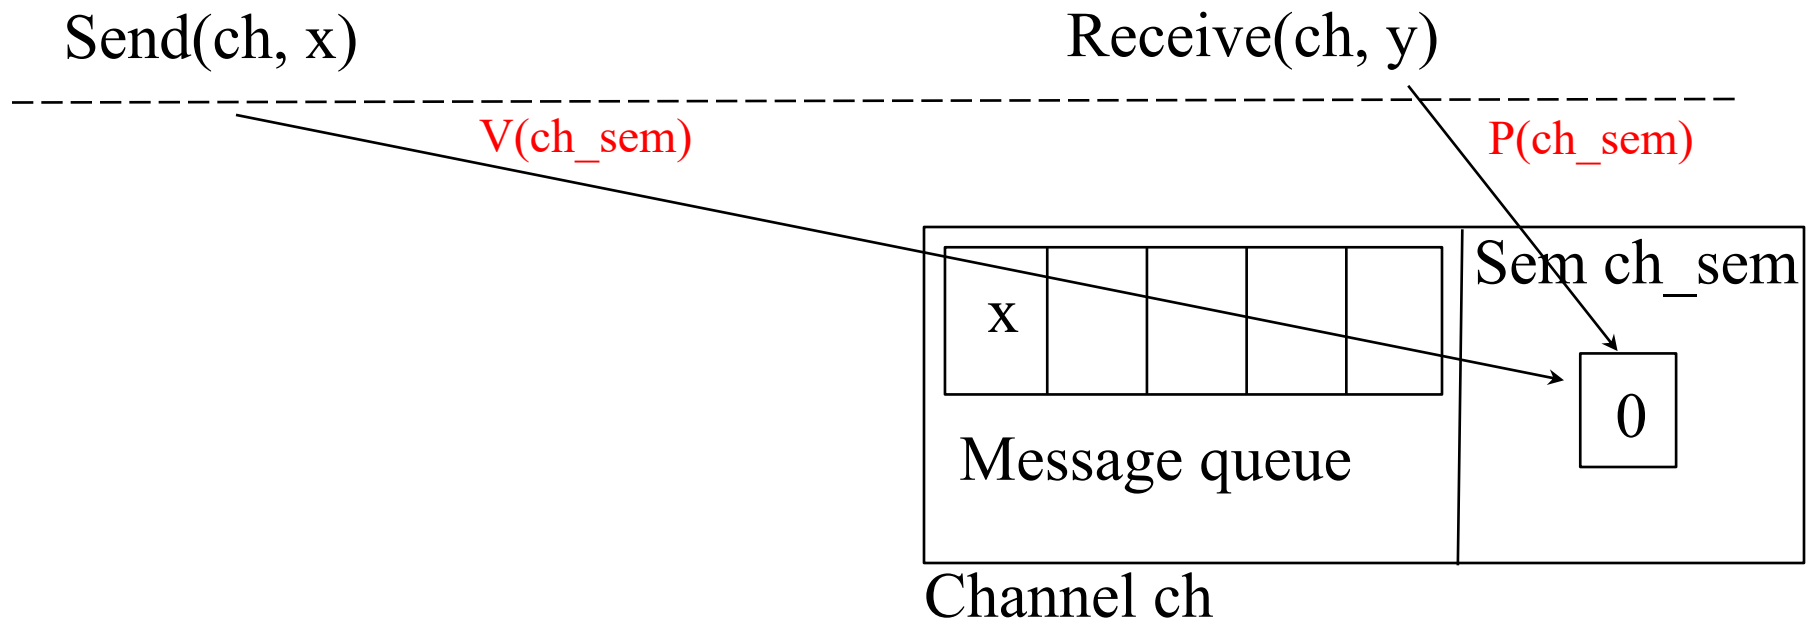 Send(ch, x)
Receive(ch, y)
V(ch_sem)
P(ch_sem)
Sem ch_sem
x
0
Message queue
Channel ch